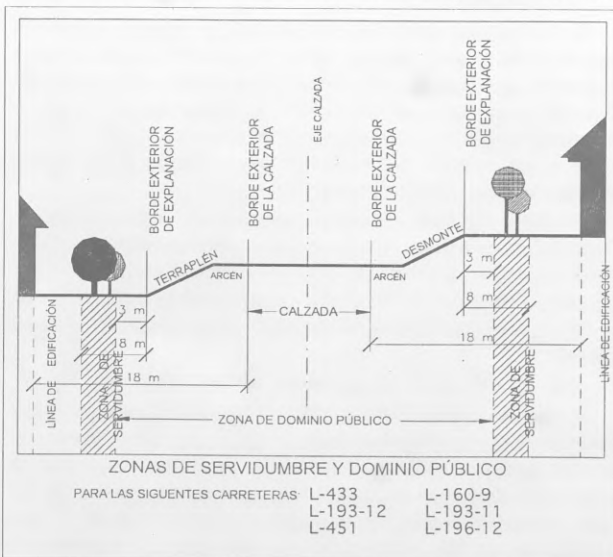 BORDE EXTERIOR
DE EXPLANACIÓN
BORDE EXTERIOR
DE LA CALZADA
EJE CALZADA
BORDE EXTERIOR
DE LA CALZADA
BORDE EXTERIOR
DE EXPLANACIÓN
TERRAPLÉN
ARCÉN
ARCÉN
DESMONTE
3 m
18 m
18 m
CALZADA
3 m
8 m
18 m
LÍNEA DE EDIFICACIÓN
ZONA DE
SERVIDUMBRE
ZONA DE DOMINIO PÚBLICO
ZONA DE
SERVIDUMBRE
LÍNEA DE EDIFICACIÓN
ZONAS DE SERVIDUMBRE Y DOMINIO PÚBLICO
PARA LAS SIGUENTES CARRETERAS L-433 L-160-9
L-193-12 L-193-11
L-451 L-196-12